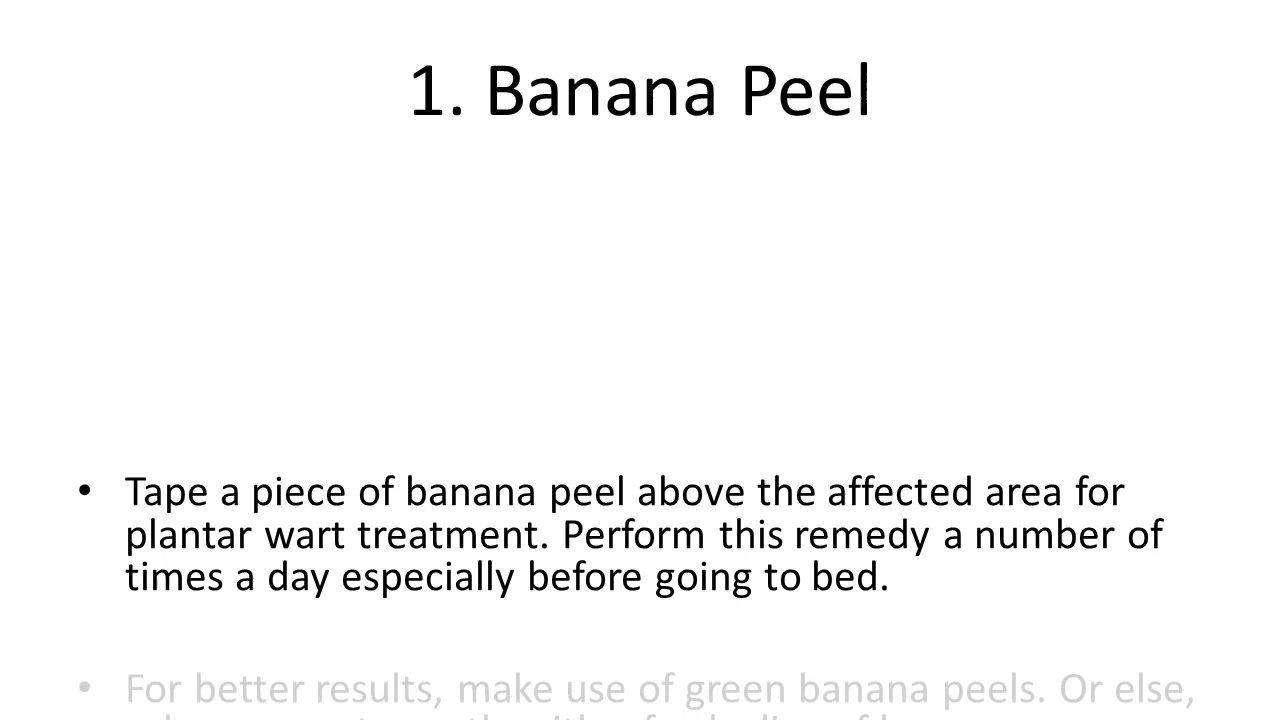 1. Banana Peel
• Tape a piece of banana peel above the affected area for
plantar wart treatment. Perform this remedy a number of
times a day especially before going to bed.
• For better results, make use of green banana peels. Or else,